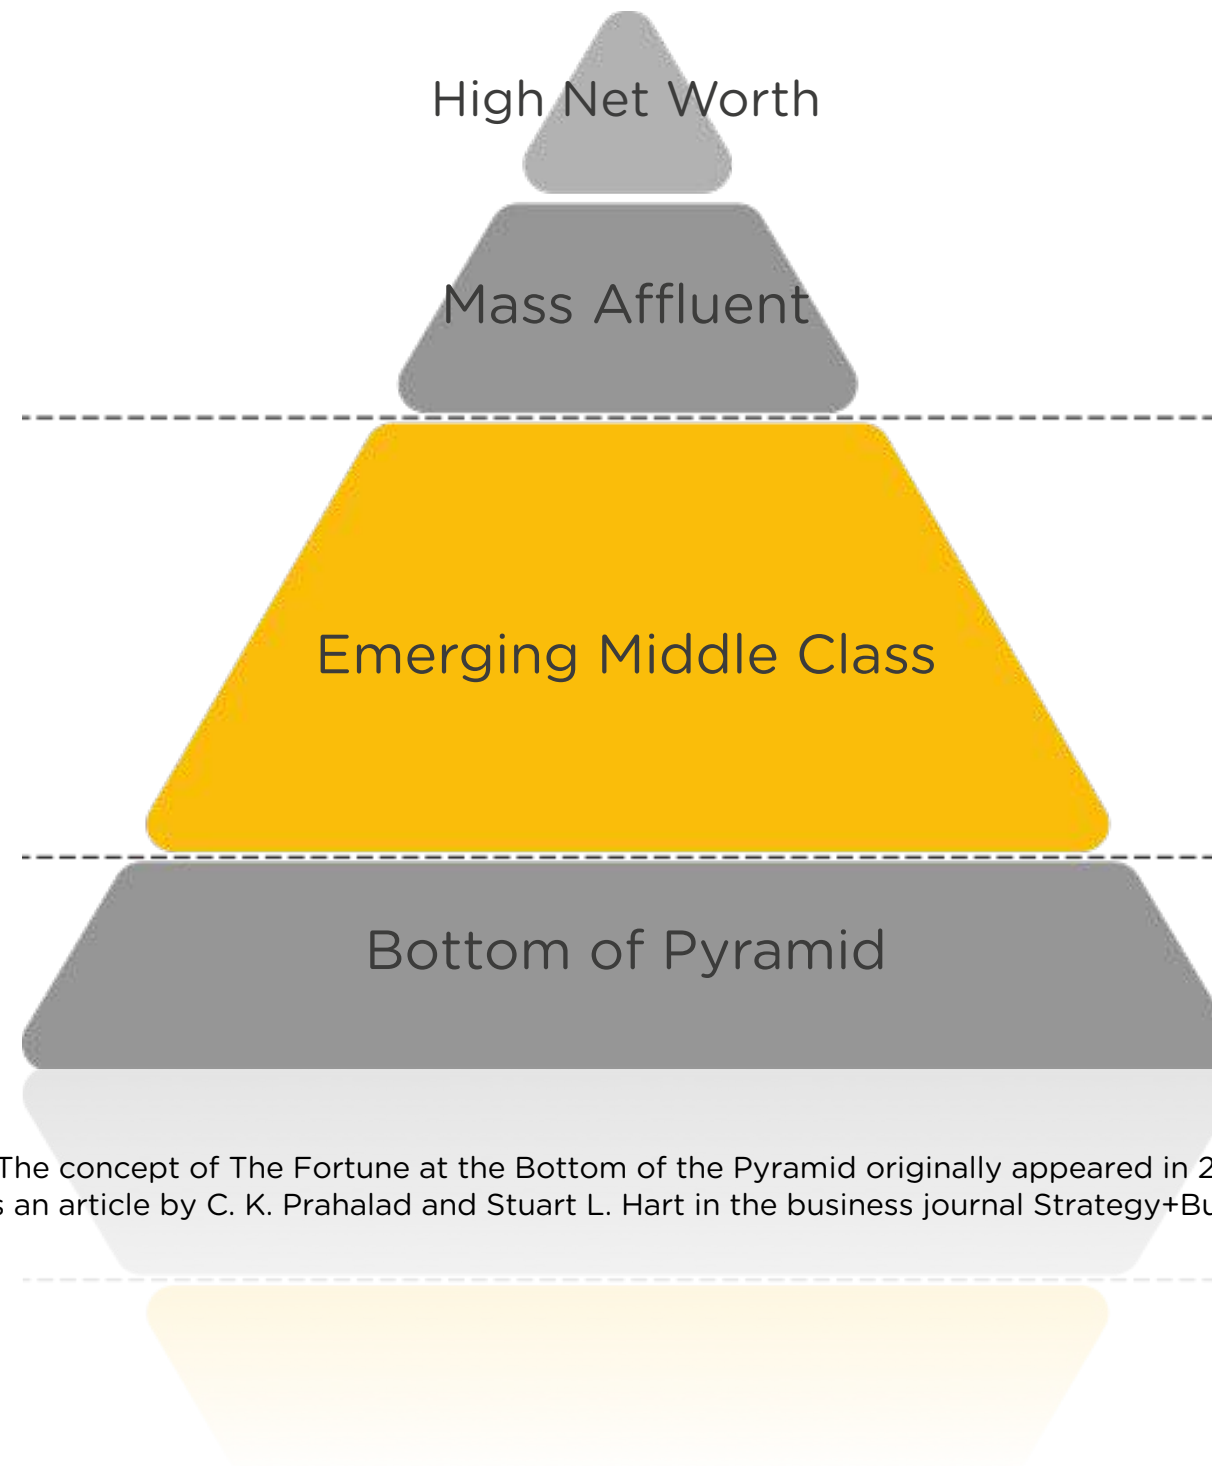 High Net Worth
Mass Affluent
Emerging Middle Class
Bottom of Pyramid
The concept of The Fortune at the Bottom of the Pyramid originally appeared in
an article by C. K. Prahalad and Stuart L. Hart in the business journal